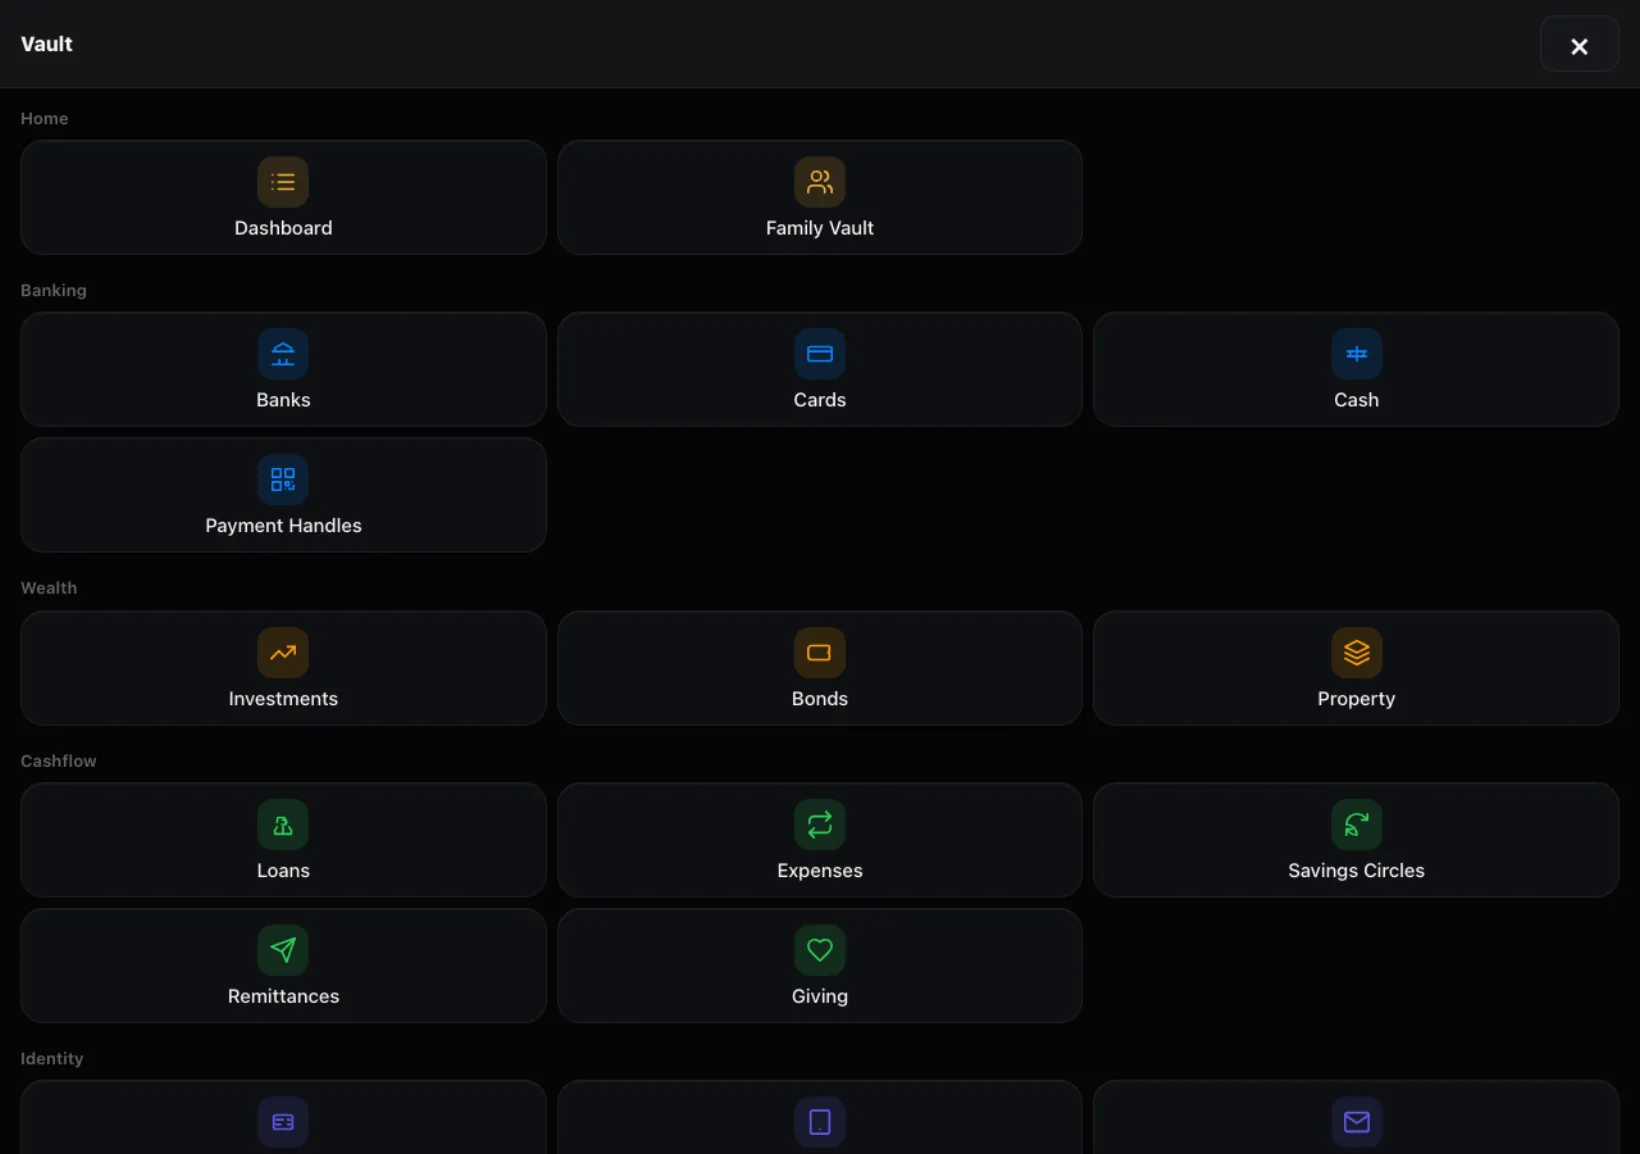 Vault
Home
Dashboard
Family Vault
Banking
Banks
Cards
Cash
Payment Handles
Wealth
Investments
Bonds
Property
Cashflow
Loans
Expenses
Savings Circles
Remittances
Giving
Identity